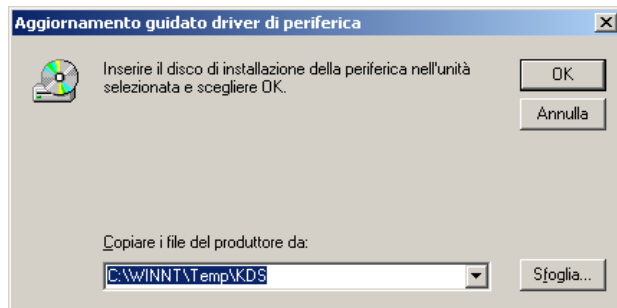 Aggiornamento guidato driver di periferica
Inserire il disco di installazione della periferica nell'unità
selezionata e scegliere OK.
OK
Annulla
Copiare i file del produttore da:
C:\WINNT\Temp\KDS
Sfoglia...